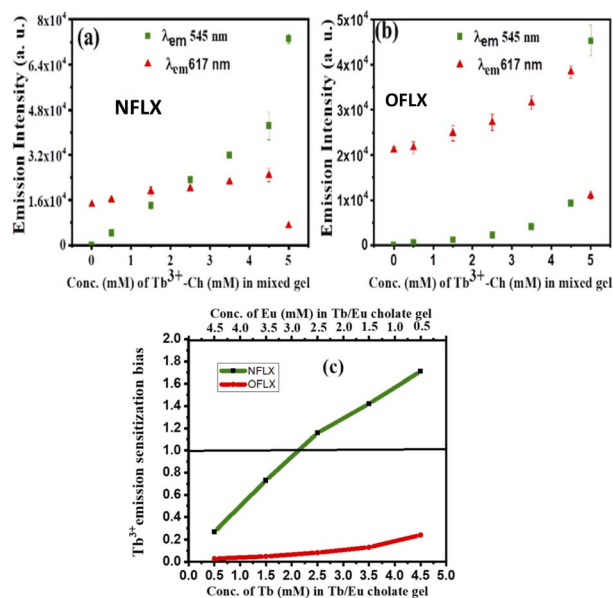 (a)
λem 545 nm
λem617 nm
NFLX
Emission Intensity (a. u.)
8x10⁴
6.4x10⁴
4.8x10⁴
3.2x10⁴
1.6x10⁴
0
0 1 2 3 4 5
Conc. (mM) of Tb³⁺-Ch (mM) in mixed gel
(b)
λem 545 nm
λem617 nm
OFLX
Emission Intensity (a. u.)
5x10⁴
4x10⁴
3x10⁴
2x10⁴
1x10⁴
0
0 1 2 3 4 5
Conc. (mM) of Tb³⁺-Ch (mM) in mixed gel
Conc. of Eu (mM) in Tb/Eu cholate gel
4.5 4.0 3.5 3.0 2.5 2.0 1.5 1.0 0.5
(c)
NFLX
OFLX
Tb³⁺emission sensitization bias
2.0
1.8
1.6
1.4
1.2
1.0
0.8
0.6
0.4
0.2
0.0
0.0 0.5 1.0 1.5 2.0 2.5 3.0 3.5 4.0 4.5 5.0
Conc. of Tb (mM) in Tb/Eu cholate gel